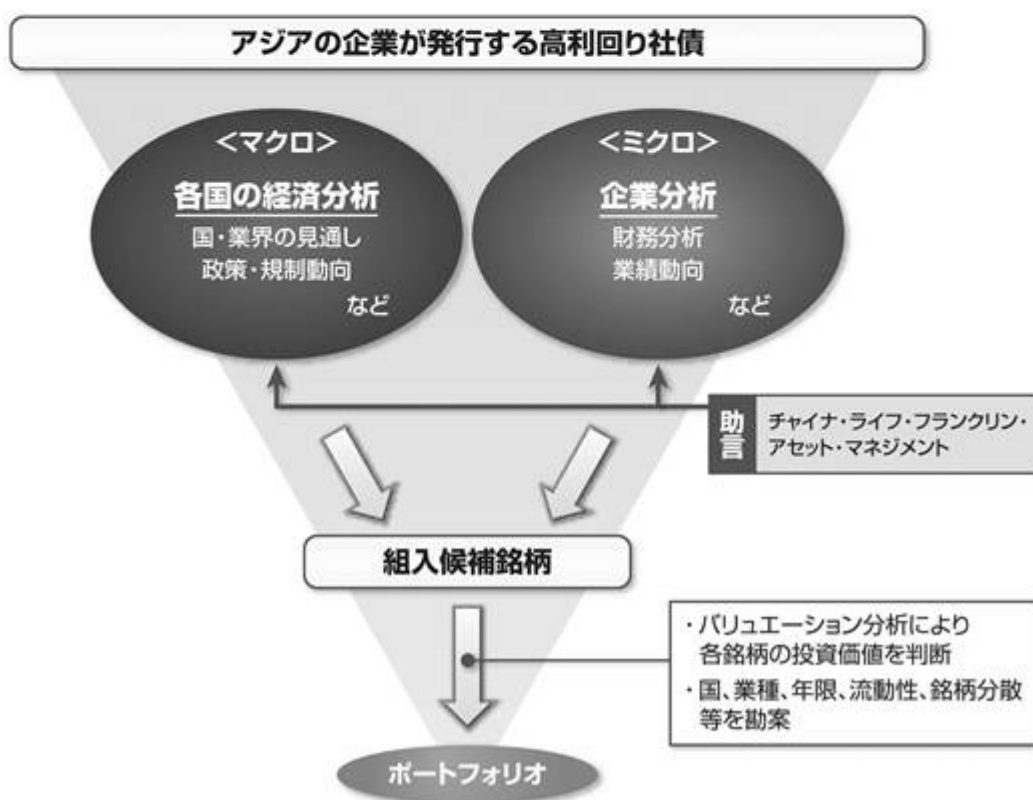 アジアの企業が発行する高利回り社債
＜マクロ＞
各国の経済分析
国・業界の見通し
政策・規制動向
など
＜ミクロ＞
企業分析
財務分析
業績動向
など
助言
チャイナ・ライフ・フランクリン・
アセット・マネジメント
組入候補銘柄
・バリュエーション分析により
各銘柄の投資価値を判断
・国、業種、年限、流動性、銘柄分散
等を勘案
ポートフォリオ